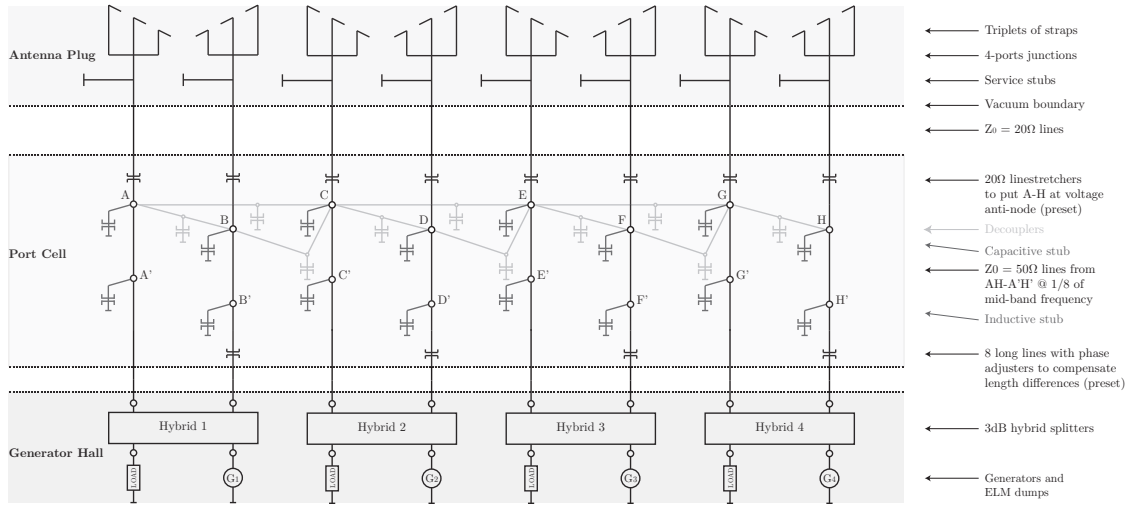 Antenna Plug
Triplets of straps
4-ports junctions
Service stubs
Vacuum boundary
Z0 = 20Ω lines
20Ω linestretchers
to put A-H at voltage
anti-node (preset)
Decouplers
Capacitive stub
Z0 = 50Ω lines from
AH-A'H' @ 1/8 of
mid-band frequency
Inductive stub
8 long lines with phase
adjusters to compensate
length differences (preset)
3dB hybrid splitters
Generators and
ELM dumps
A
C
E
G
B
D
F
H
Port Cell
A'
C'
E'
G'
B'
D'
F'
H'
Hybrid 1
Hybrid 2
Hybrid 3
Hybrid 4
Generator Hall
LOAD
G1
LOAD
G2
LOAD
G3
LOAD
G4